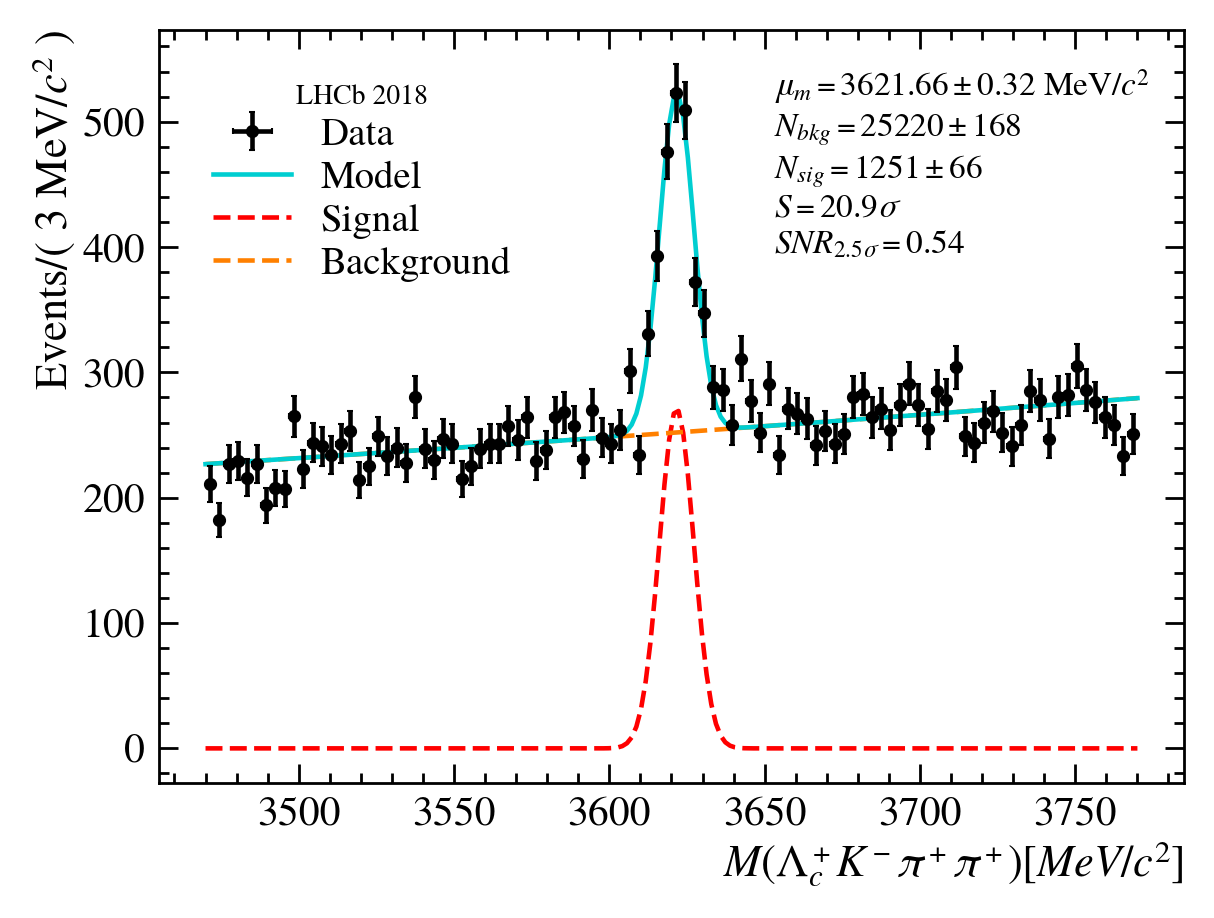 Events/( 3 MeV/c² )
500
400
300
200
100
0
LHCb 2018
Data
Model
Signal
Background
μₘ = 3621.66 ± 0.32 MeV/c²
N_bkg = 25220 ± 168
N_sig = 1251 ± 66
S = 20.9σ
SNR_2.5σ = 0.54
3500 3550 3600 3650 3700 3750
M(Λ_c⁺K⁻π⁺π⁺)[MeV/c²]